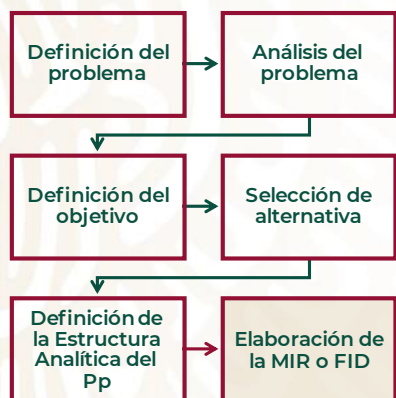 Definición del
problema
Análisis del
problema
Definición del
objetivo
Selección de
alternativa
Definición de
la Estructura
Analítica del
Pp
Elaboración de
la MIR o FID